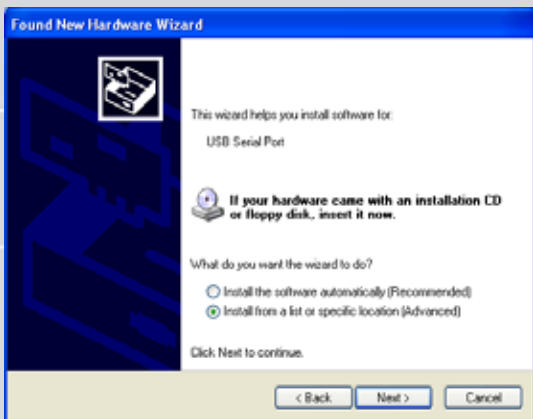 Found New Hardware Wizard
This wizard helps you install software for:
USB Serial Port
If your hardware came with an installation CD
or floppy disk, insert it now.
What do you want the wizard to do?
Install the software automatically (Recommended)
Install from a list or specific location (Advanced)
Click Next to continue.
< Back Next > Cancel